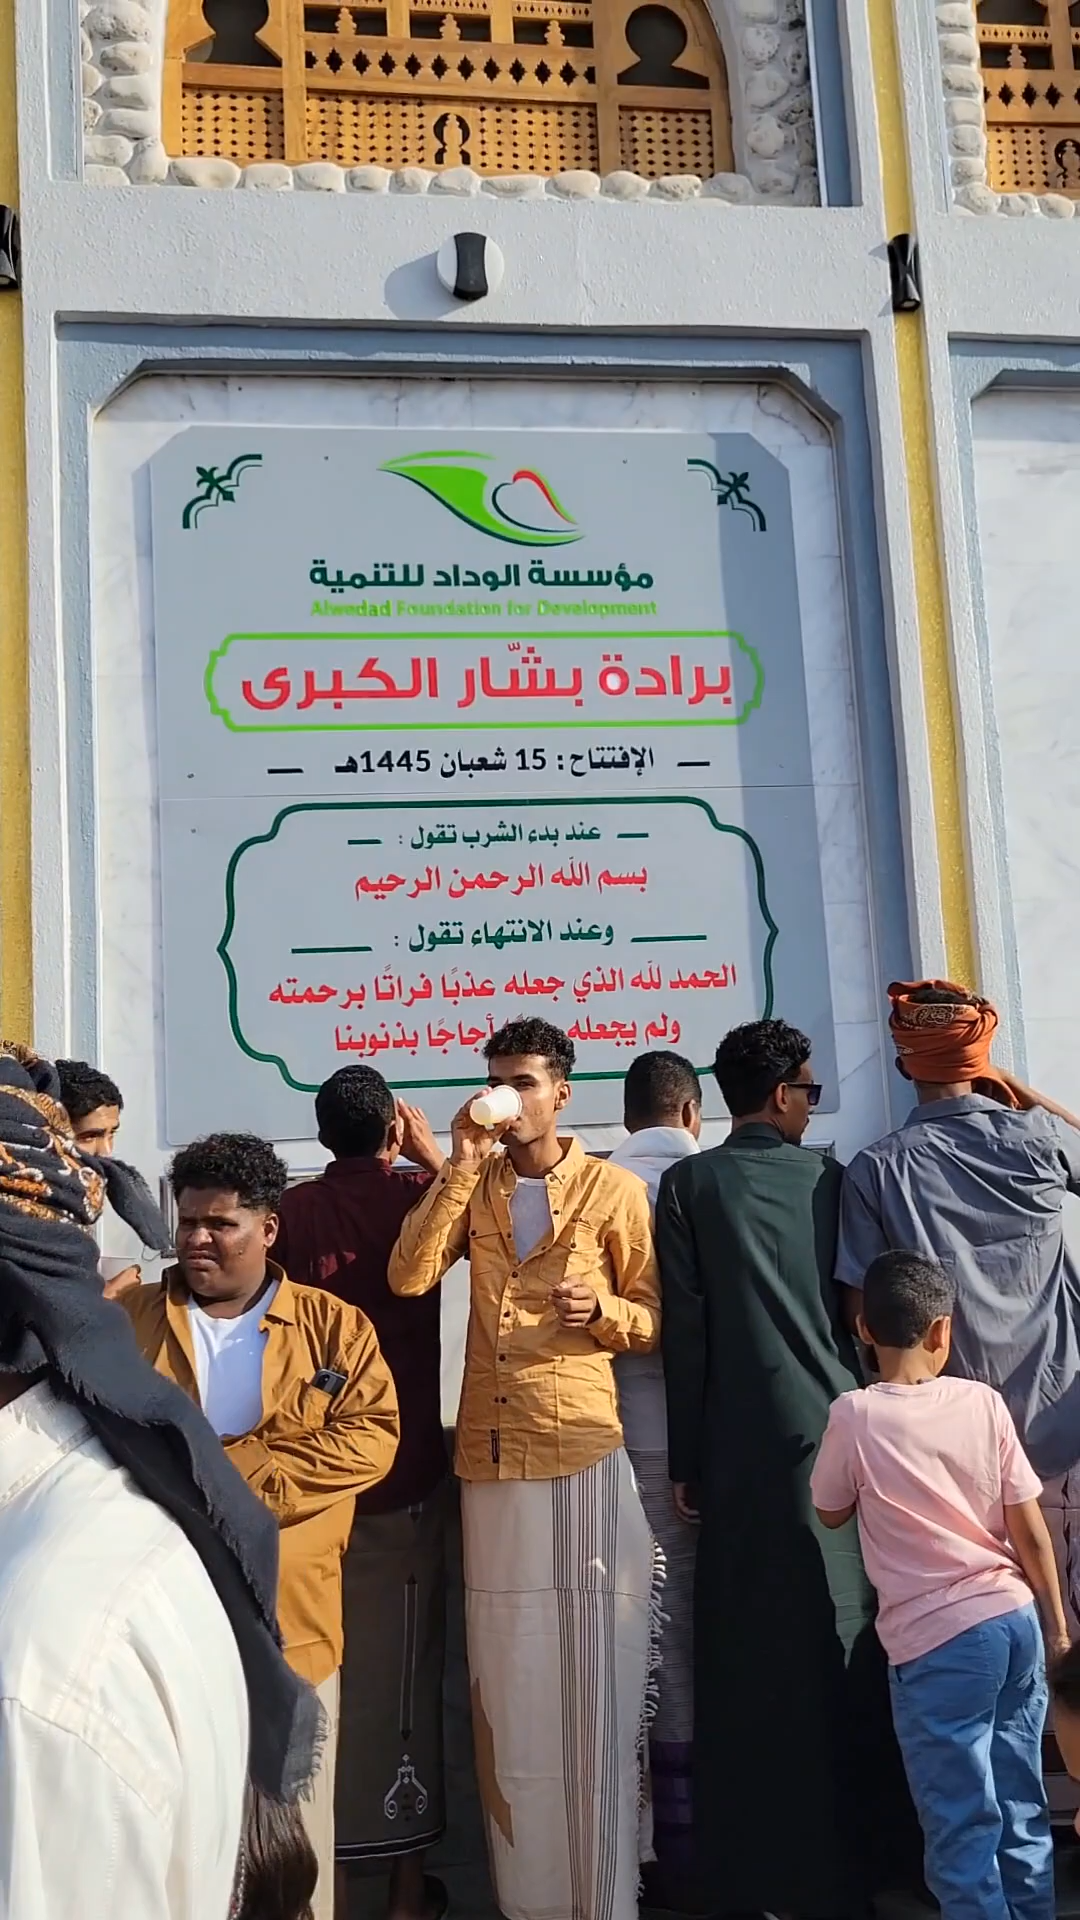 مؤسسة الوداد للتنمية
Alwedad Foundation for Development
برادة بشّار الكبرى
الإفتتاح: 15 شعبان 1445هـ
عند بدء الشرب تقول :
بسم الله الرحمن الرحيم
وعند الانتهاء تقول :
الحمد لله الذي جعله عذبًا فراتًا برحمته
ولم يجعله أجاجًا بذنوبنا